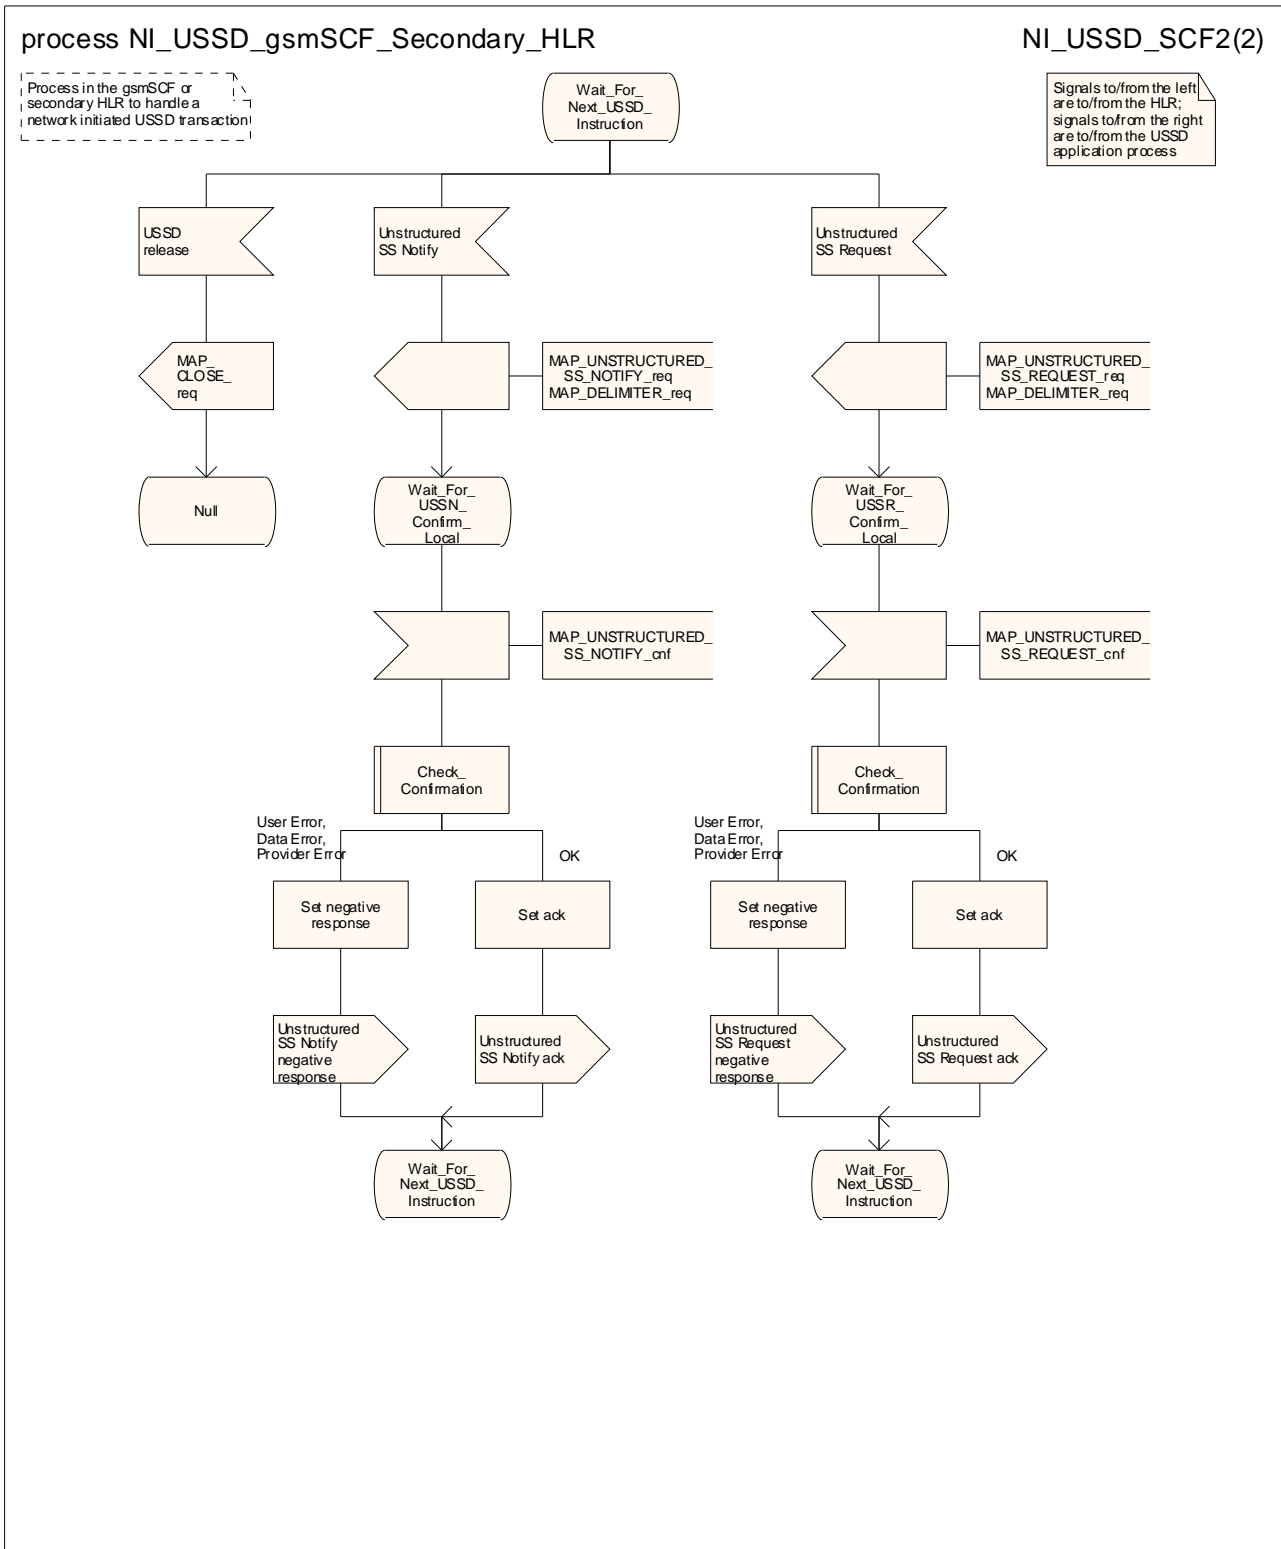 process NI_USSD_gsmSCF_Secondary_HLR
NI_USSD_SCF2(2)
Process in the gsmSCF or
secondary HLR to handle a
network initiated USSD transaction
Wait_For_
Next_USSD_
Instruction
Signals to/from the left
are to/from the HLR;
signals to/from the right
are to/from the USSD
application process
USSD
release
Unstructured
SS Notify
Unstructured
SS Request
MAP_
CLOSE_
req
MAP_UNSTRUCTURED_
SS_NOTIFY_req
MAP_DELIMITER_req
MAP_UNSTRUCTURED_
SS_REQUEST_req
MAP_DELIMITER_req
Null
Wait_For_
USSN_
Confirm_
Local
Wait_For_
USSR_
Confirm_
Local
MAP_UNSTRUCTURED_
SS_NOTIFY_cnf
MAP_UNSTRUCTURED_
SS_REQUEST_cnf
Check_
Confirmation
Check_
Confirmation
User Error,
Data Error,
Provider Error
OK
User Error,
Data Error,
Provider Error
OK
Set negative
response
Set ack
Set negative
response
Set ack
Unstructured
SS Notify
negative
response
Unstructured
SS Notify ack
Unstructured
SS Request
negative
response
Unstructured
SS Request ack
Wait_For_
Next_USSD_
Instruction
Wait_For_
Next_USSD_
Instruction